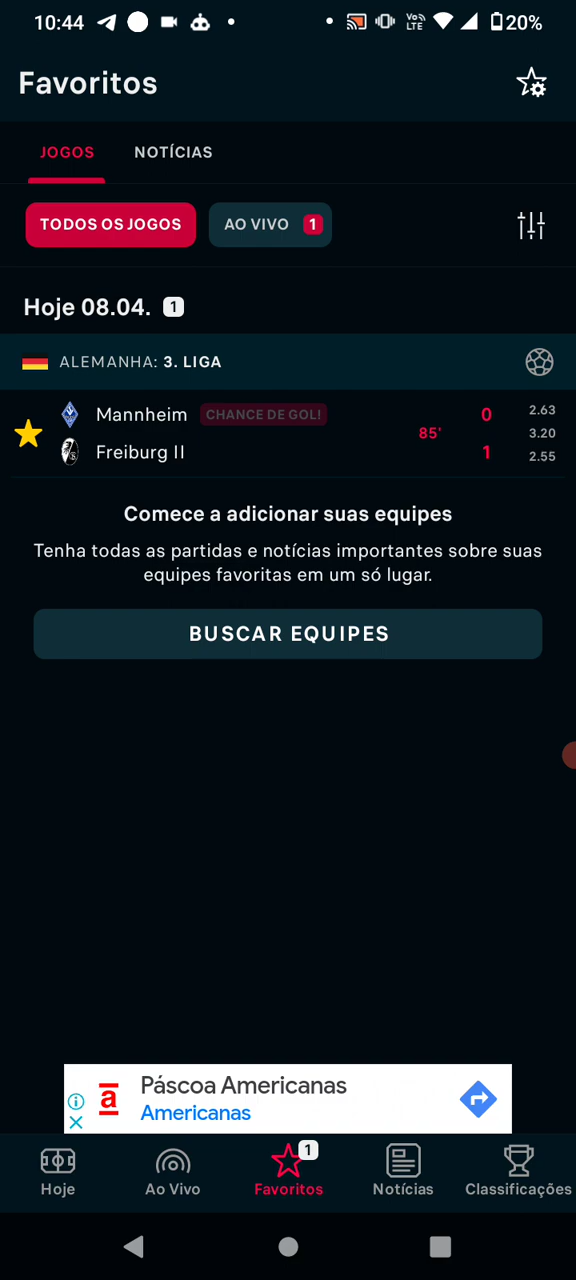 10:44 Vo)) LTE 20%
Favoritos
JOGOS NOTÍCIAS
TODOS OS JOGOS AO VIVO 1
Hoje 08.04. 1
ALEMANHA: 3. LIGA
Mannheim CHANCE DE GOL! 0 2.63
85' 3.20
Freiburg II 1 2.55
Comece a adicionar suas equipes
Tenha todas as partidas e notícias importantes sobre suas
equipes favoritas em um só lugar.
BUSCAR EQUIPES
a Páscoa Americanas
Americanas
1
Hoje Ao Vivo Favoritos Notícias Classificações